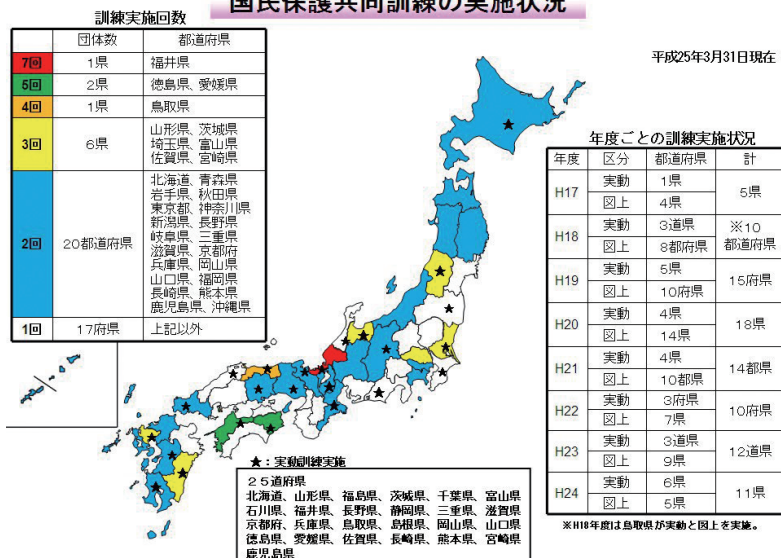 国民保護共同訓練の実施状況
訓練実施回数
平成25年3月31日現在
団体数 都道府県
7回 1県 福井県
5回 2県 徳島県、愛媛県
4回 1県 鳥取県
3回 6県 山形県、茨城県
埼玉県、富山県
佐賀県、宮崎県
2回 20都道府県 北海道、青森県
岩手県、秋田県
東京都、神奈川県
新潟県、長野県
岐阜県、三重県
滋賀県、京都府
兵庫県、岡山県
山口県、福岡県
長崎県、熊本県
鹿児島県、沖縄県
1回 17府県 上記以外
年度ごとの訓練実施状況
年度 区分 都道府県 計
H17 実動 1県 5県
図上 4県
H18 実動 3道県 ※10
都道府県
図上 8都府県
H19 実動 5県 15府県
図上 10府県
H20 実動 4県 18県
図上 14県
H21 実動 4県 14都県
図上 10都県
H22 実動 3府県 10府県
図上 7県
H23 実動 3道県 12道県
図上 9県
H24 実動 6県 11県
図上 5県
※H18年度は鳥取県が実動と図上を実施。
★：実動訓練実施
25道府県
北海道、山形県、福島県、茨城県、千葉県、富山県
石川県、福井県、長野県、静岡県、三重県、滋賀県
京都府、兵庫県、鳥取県、島根県、岡山県、山口県
徳島県、愛媛県、佐賀県、長崎県、熊本県、宮崎県
鹿児島県